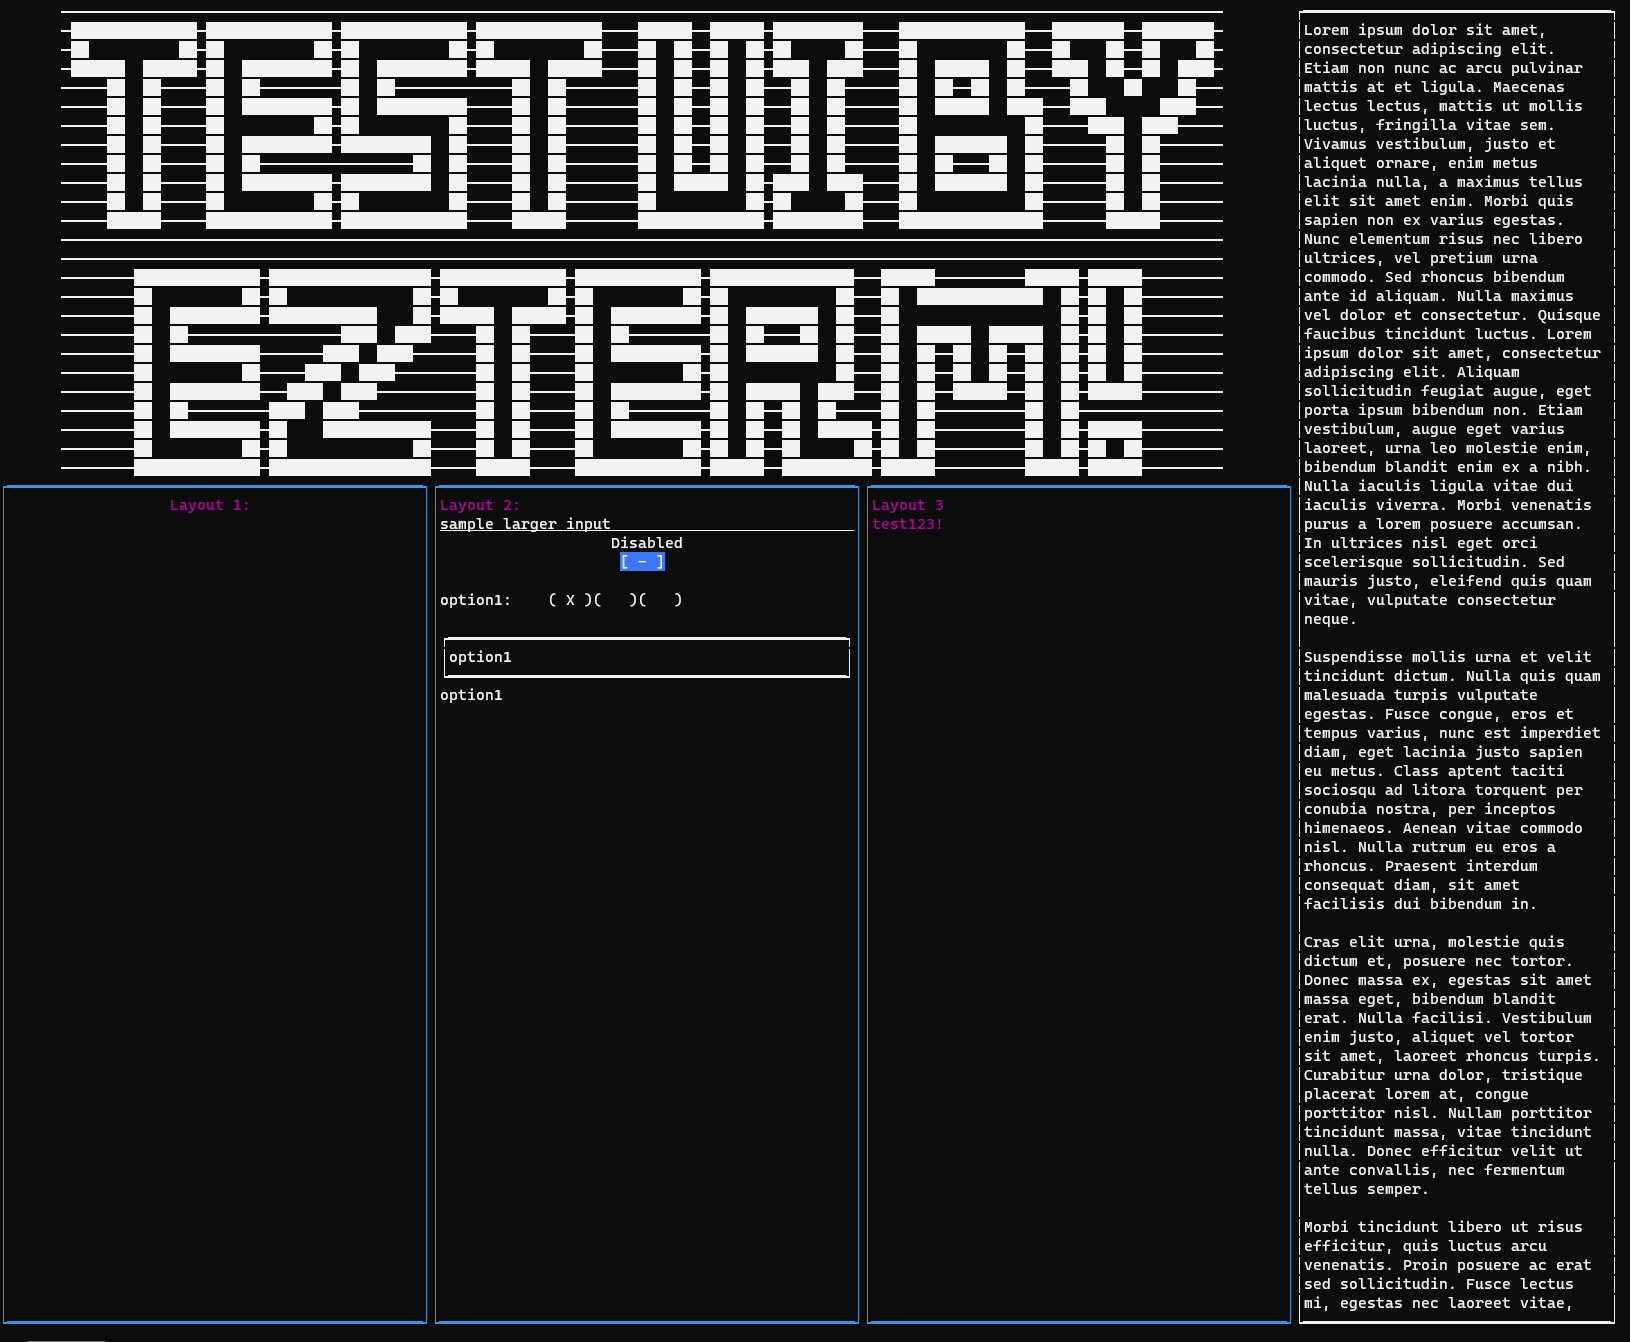 TEST UI BY
EZTERM!
Layout 1:
Layout 2:
sample larger input
Disabled
[ - ]
option1:    ( X )(   )(   )
option1
option1
Layout 3
test123!
Lorem ipsum dolor sit amet,
consectetur adipiscing elit.
Etiam non nunc ac arcu pulvinar
mattis at et ligula. Maecenas
lectus lectus, mattis ut mollis
luctus, fringilla vitae sem.
Vivamus vestibulum, justo et
aliquet ornare, enim metus
lacinia nulla, a maximus tellus
elit sit amet enim. Morbi quis
sapien non ex varius egestas.
Nunc elementum risus nec libero
ultrices, vel pretium urna
commodo. Sed rhoncus bibendum
ante id aliquam. Nulla maximus
vel dolor et consectetur. Quisque
faucibus tincidunt luctus. Lorem
ipsum dolor sit amet, consectetur
adipiscing elit. Aliquam
sollicitudin feugiat augue, eget
porta ipsum bibendum non. Etiam
vestibulum, augue eget varius
laoreet, urna leo molestie enim,
bibendum blandit enim ex a nibh.
Nulla iaculis ligula vitae dui
iaculis viverra. Morbi venenatis
purus a lorem posuere accumsan.
In ultrices nisl eget orci
scelerisque sollicitudin. Sed
mauris justo, eleifend quis quam
vitae, vulputate consectetur
neque.
Suspendisse mollis urna et velit
tincidunt dictum. Nulla quis quam
malesuada turpis vulputate
egestas. Fusce congue, eros et
tempus varius, nunc est imperdiet
diam, eget lacinia justo sapien
eu metus. Class aptent taciti
sociosqu ad litora torquent per
conubia nostra, per inceptos
himenaeos. Aenean vitae commodo
nisl. Nulla rutrum eu eros a
rhoncus. Praesent interdum
consequat diam, sit amet
facilisis dui bibendum in.
Cras elit urna, molestie quis
dictum et, posuere nec tortor.
Donec massa ex, egestas sit amet
massa eget, bibendum blandit
erat. Nulla facilisi. Vestibulum
enim justo, aliquet vel tortor
sit amet, laoreet rhoncus turpis.
Curabitur urna dolor, tristique
placerat lorem at, congue
porttitor nisl. Nullam porttitor
tincidunt massa, vitae tincidunt
nulla. Donec efficitur velit ut
ante convallis, nec fermentum
tellus semper.
Morbi tincidunt libero ut risus
efficitur, quis luctus arcu
venenatis. Proin posuere ac erat
sed sollicitudin. Fusce lectus
mi, egestas nec laoreet vitae,